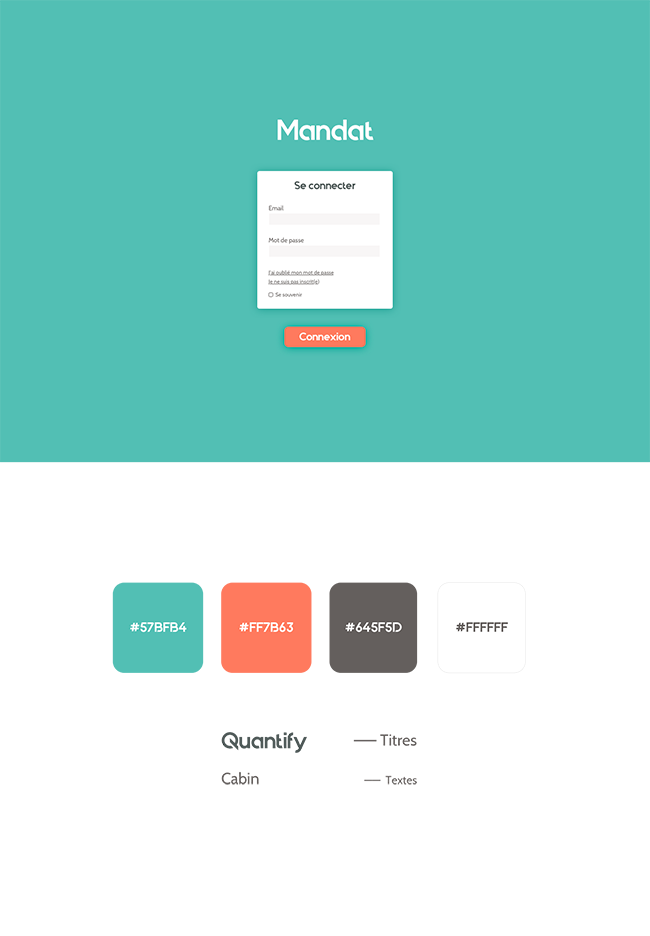 Mandat
Se connecter
Email
Mot de passe
J'ai oublié mon mot de passe
Je ne suis pas inscrit(e)
Se souvenir
Connexion
#57BFB4 #FF7B63 #645F5D #FFFFFF
Quantify Titres
Cabin Textes